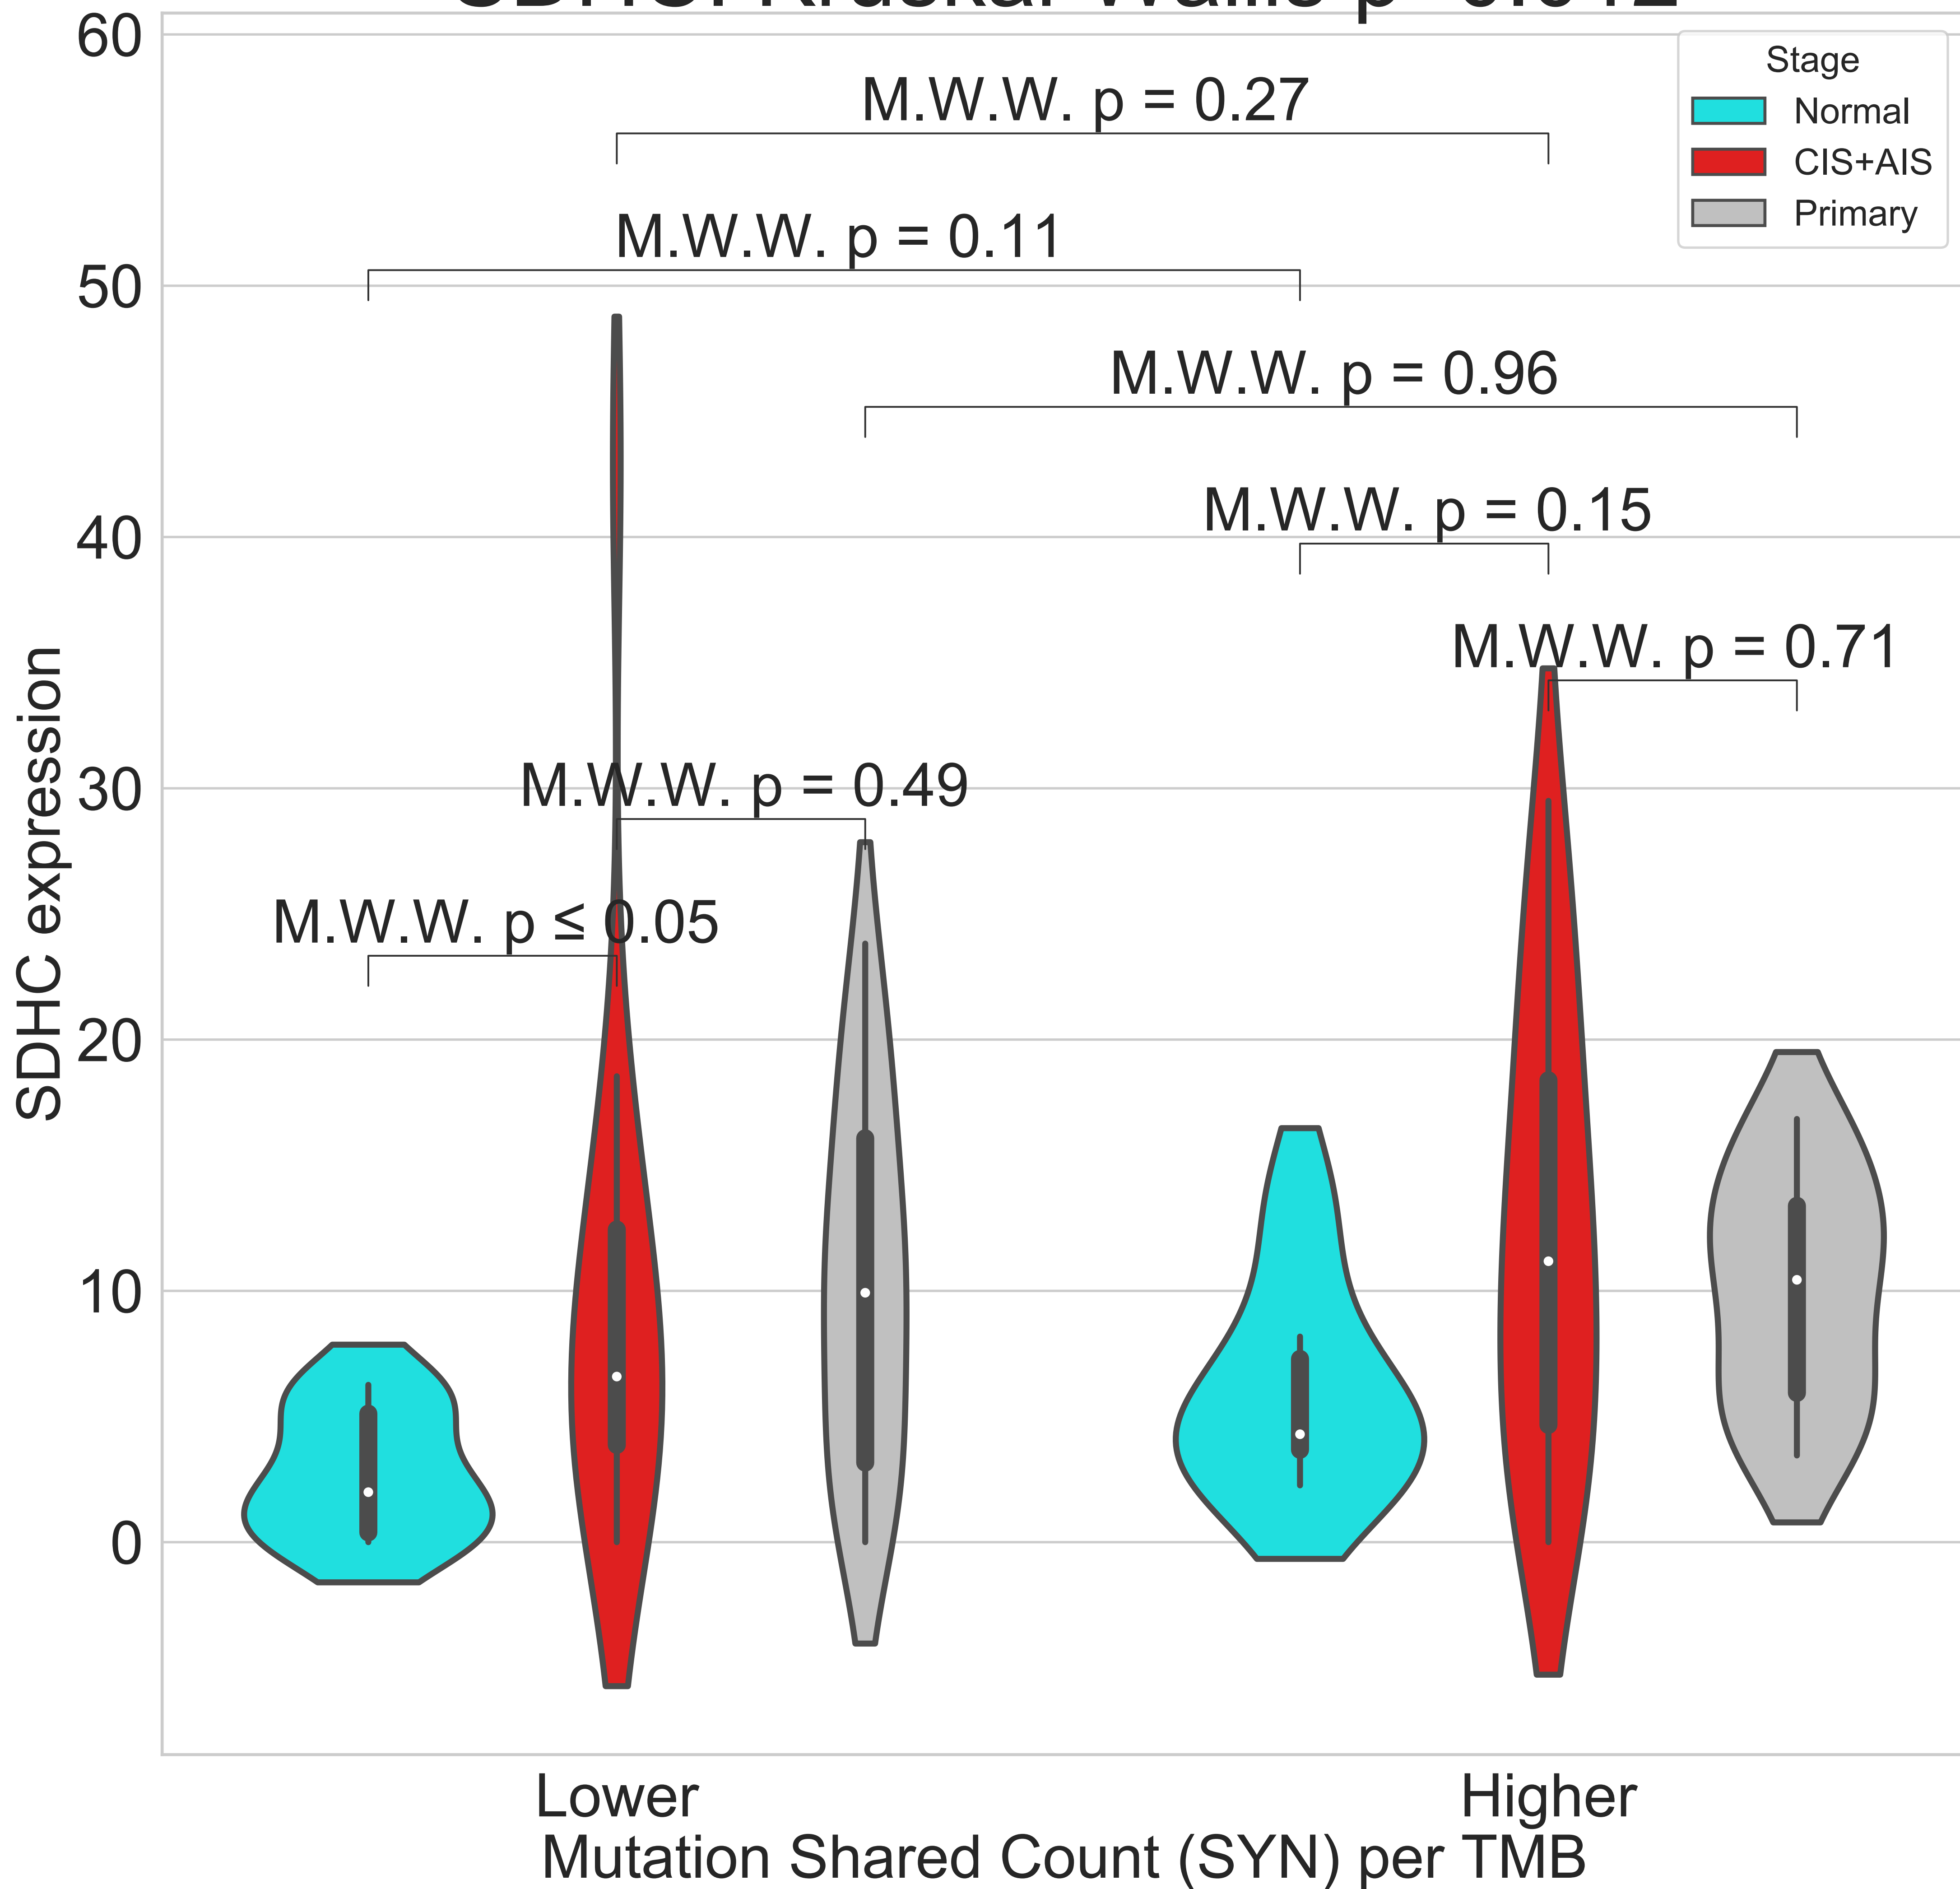 60
Stage
Normal
CIS+AIS
Primary
M.W.W. p = 0.27
M.W.W. p = 0.11
50
M.W.W. p = 0.96
M.W.W. p = 0.15
40
M.W.W. p = 0.71
M.W.W. p = 0.49
30
M.W.W. p ≤ 0.05
20
10
0
SDHC expression
Lower
Higher
Mutation Shared Count (SYN) per TMB